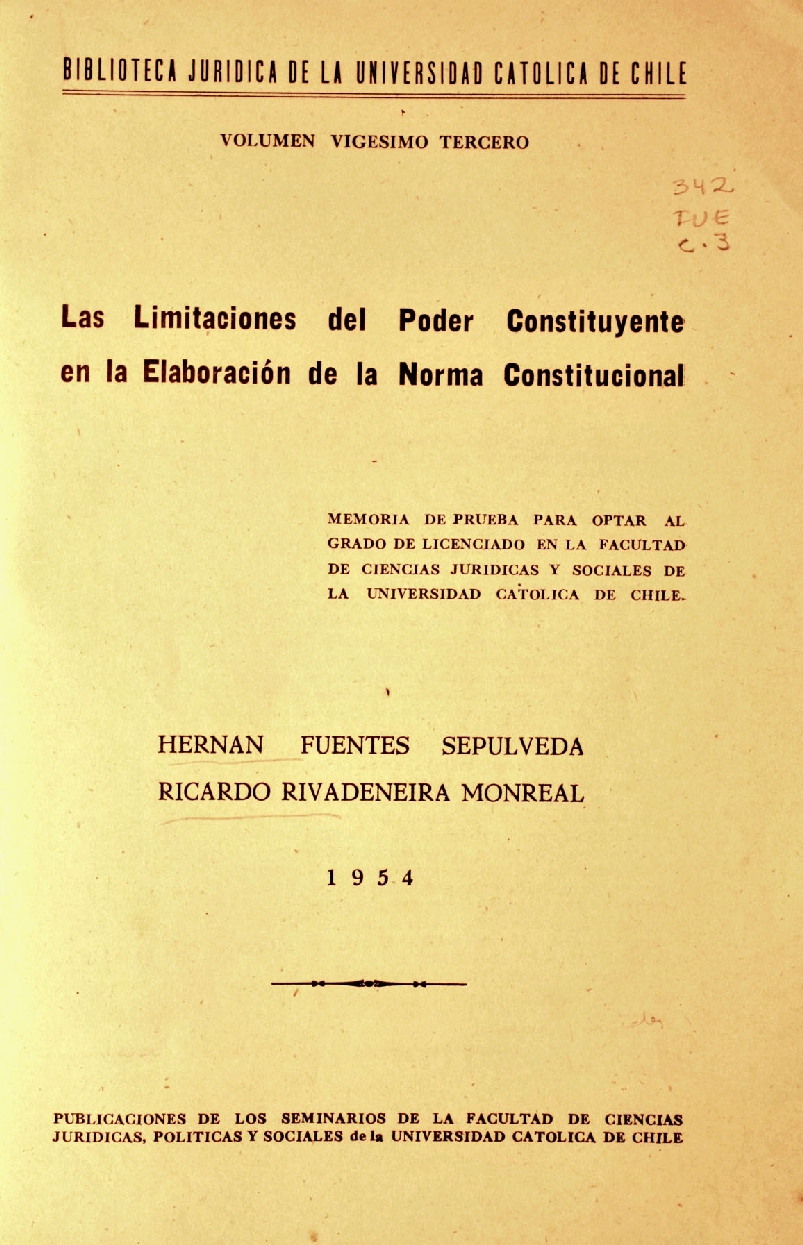 BIBLIOTECA JURIDICA DE LA UNIVERSIDAD CATOLICA DE CHILE
VOLUMEN VIGESIMO TERCERO
342
TUE
C.3
Las Limitaciones del Poder Constituyente
en la Elaboración de la Norma Constitucional
MEMORIA DE PRUEBA PARA OPTAR AL
GRADO DE LICENCIADO EN LA FACULTAD
DE CIENCIAS JURIDICAS Y SOCIALES DE
LA UNIVERSIDAD CATOLICA DE CHILE.
HERNAN FUENTES SEPULVEDA
RICARDO RIVADENEIRA MONREAL
1954
PUBLICACIONES DE LOS SEMINARIOS DE LA FACULTAD DE CIENCIAS
JURIDICAS, POLITICAS Y SOCIALES de la UNIVERSIDAD CATOLICA DE CHILE